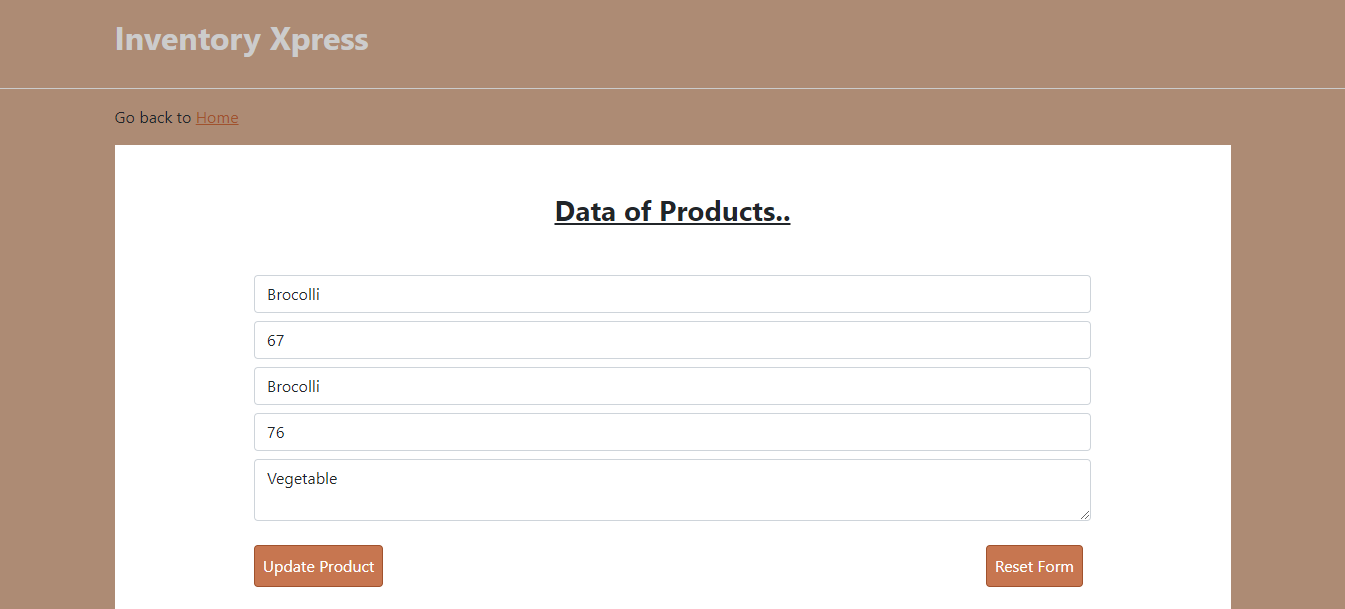 Inventory Xpress
Go back to Home
Data of Products..
Brocolli
67
Brocolli
76
Vegetable
Update Product Reset Form